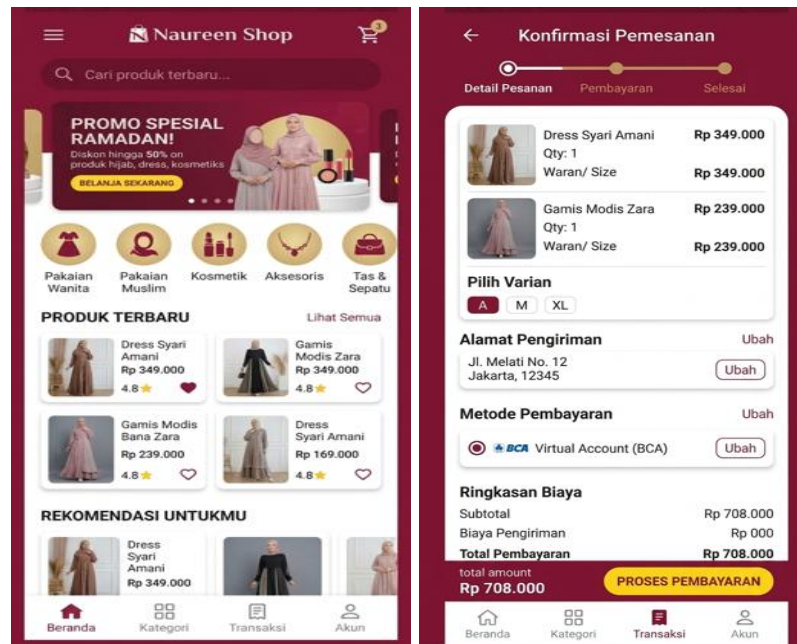 Naureen Shop
3
Cari produk terbaru...
PROMO SPESIAL
RAMADAN!
Diskon hingga 50% on
produk hijab, dress, kosmetiks
BELANJA SEKARANG
Pakaian
Wanita
Pakaian
Muslim
Kosmetik
Aksesoris
Tas &
Sepatu
PRODUK TERBARU
Lihat Semua
Dress Syari
Amani
Rp 349.000
4.8
Gamis
Modis Zara
Rp 349.000
4.8
Gamis Modis
Bana Zara
Rp 239.000
4.8
Dress
Syari Amani
Rp 169.000
4.8
REKOMENDASI UNTUKMU
Dress
Syari
Amani
Rp 349.000
Beranda
Kategori
Transaksi
Akun
Konfirmasi Pemesanan
Detail Pesanan
Pembayaran
Selesai
Dress Syari Amani
Rp 349.000
Qty: 1
Waran/ Size
Rp 349.000
Gamis Modis Zara
Rp 239.000
Qty: 1
Waran/ Size
Rp 239.000
Pilih Varian
A
M
XL
Alamat Pengiriman
Ubah
Jl. Melati No. 12
Jakarta, 12345
Ubah
Metode Pembayaran
Ubah
BCA Virtual Account (BCA)
Ubah
Ringkasan Biaya
Subtotal
Rp 708.000
Biaya Pengiriman
Rp 000
Total Pembayaran
Rp 708.000
total amount
Rp 708.000
PROSES PEMBAYARAN
Beranda
Kategori
Transaksi
Akun